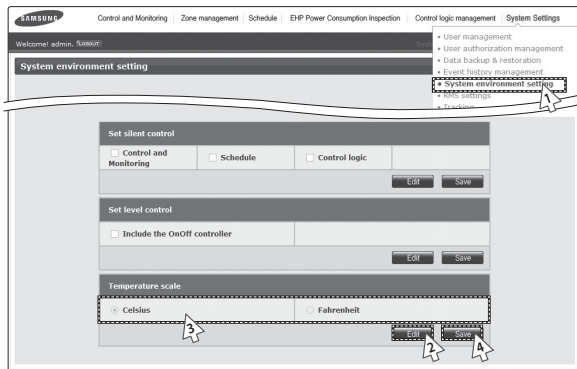 SAMSUNG
Control and Monitoring | Zone management | Schedule | EHP Power Consumption Inspection | Control logic management | System Settings
Welcome! admin. LOGOUT
System environment setting
• User management
• User authorization management
• Data backup & restoration
• Event history management
• System environment setting
• RMS settings
• Tracking
1
Set silent control
Control and Monitoring
Schedule
Control logic
Edit Save
Set level control
Include the OnOff controller
Edit Save
Temperature scale
Celsius
Fahrenheit
3
Edit Save
2 4